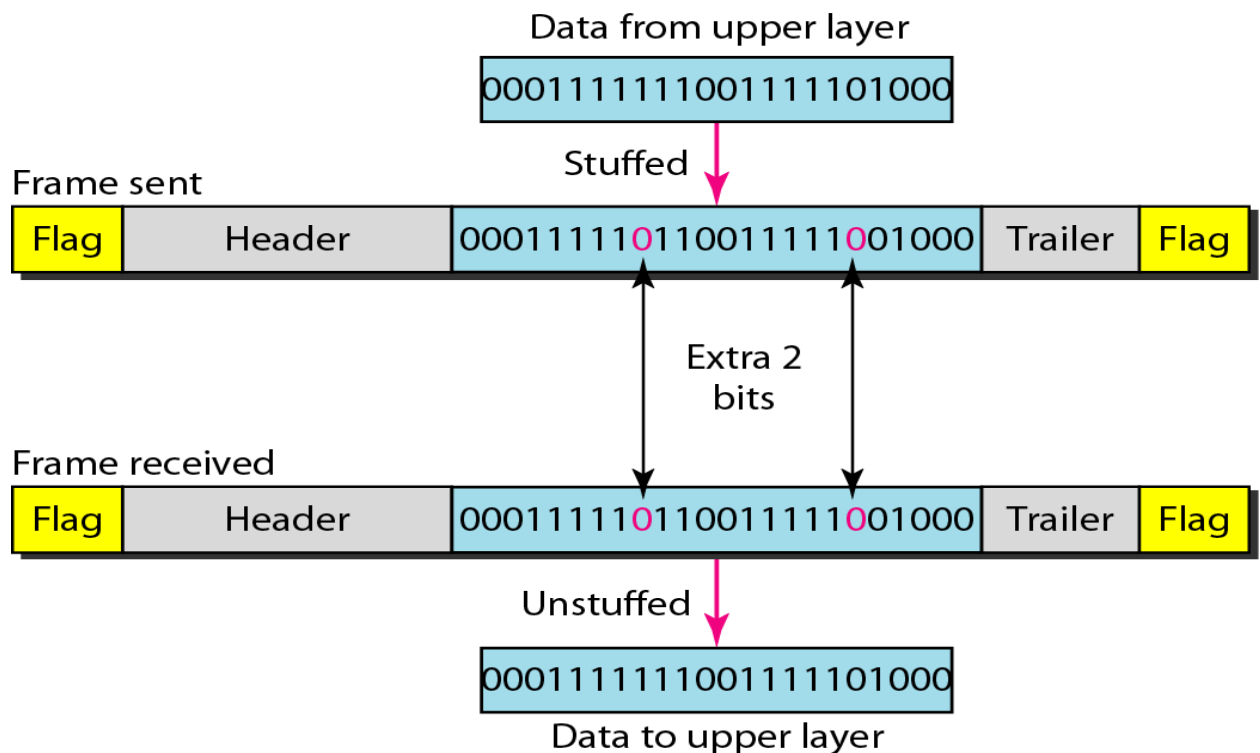 Data from upper layer
0001111111001111101000
Stuffed
Frame sent
Flag Header 000111110110011111001000 Trailer Flag
Extra 2
bits
Frame received
Flag Header 000111110110011111001000 Trailer Flag
Unstuffed
0001111111001111101000
Data to upper layer